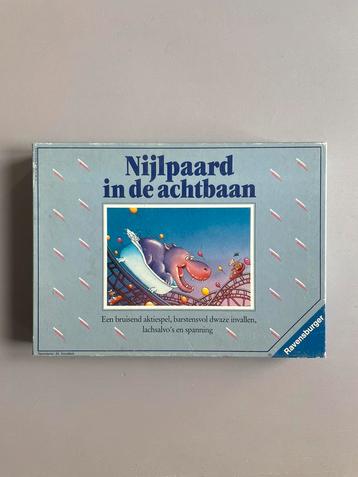 Nijlpaard
in de achtbaan
Een bruisend aktiespel, barstensvol dwaze invallen,
lachsalvo's en spanning
Ravensburger